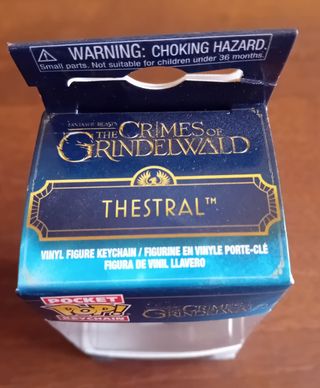 WARNING: CHOKING HAZARD.
Small parts. Not suitable for children under 36 months.
FANTASTIC BEASTS
THE CRIMES OF
GRINDELWALD
THESTRAL™
VINYL FIGURE KEYCHAIN / FIGURINE EN VINYLE PORTE-CLÉ
FIGURA DE VINIL LLAVERO
POCKET
POP!
KEYCHAIN
THE CRIMES OF
GRINDELWALD